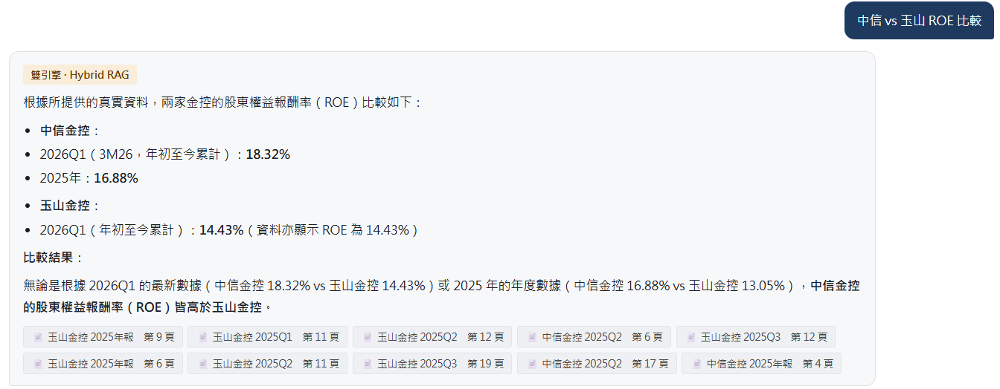 中信 vs 玉山 ROE 比較
雙引擎 · Hybrid RAG
根據所提供的真實資料，兩家金控的股東權益報酬率（ROE）比較如下：
• 中信金控：
• 2026Q1（3M26，年初至今累計）：18.32%
• 2025年：16.88%
• 玉山金控：
• 2026Q1（年初至今累計）：14.43%（資料亦顯示 ROE 為 14.43%）
比較結果：
無論是根據 2026Q1 的最新數據（中信金控 18.32% vs 玉山金控 14.43%）或 2025 年的年度數據（中信金控 16.88% vs 玉山金控 13.05%），中信金控
的股東權益報酬率（ROE）皆高於玉山金控。
玉山金控 2025年報 第 9 頁 玉山金控 2025Q1 第 11 頁 玉山金控 2025Q2 第 12 頁 中信金控 2025Q2 第 6 頁 玉山金控 2025Q3 第 12 頁
玉山金控 2025年報 第 6 頁 玉山金控 2025Q2 第 11 頁 玉山金控 2025Q3 第 19 頁 中信金控 2025Q2 第 17 頁 中信金控 2025年報 第 4 頁